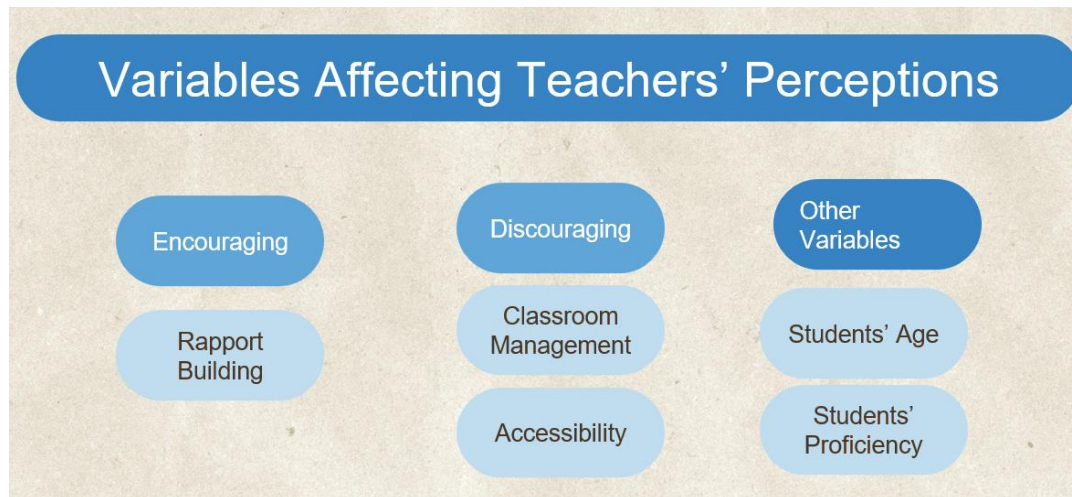 Variables Affecting Teachers’ Perceptions
Encouraging
Rapport
Building
Discouraging
Classroom
Management
Accessibility
Other
Variables
Students’ Age
Students’
Proficiency